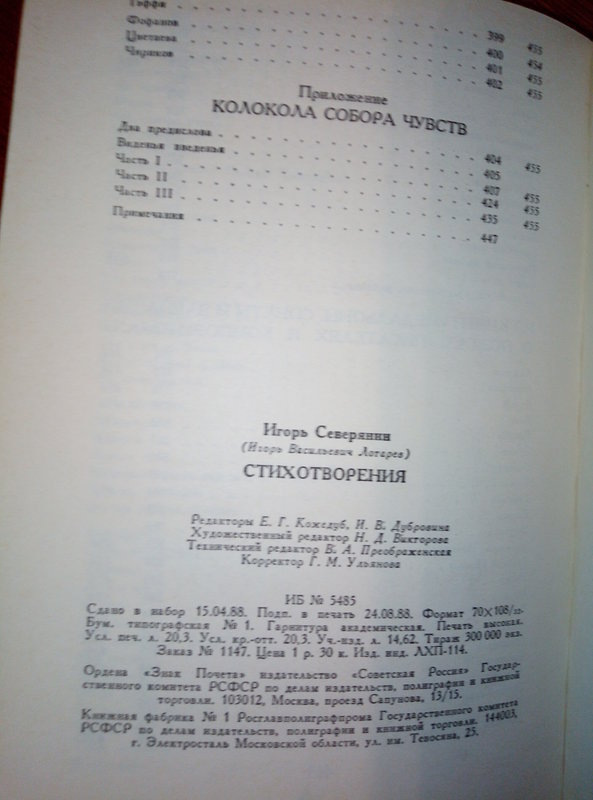 Тэффи . . . . . . . . . . . . . . . . 399 455
Фофанов . . . . . . . . . . . . . . . . 400 454
Цветаева . . . . . . . . . . . . . . . . 401 455
Чириков . . . . . . . . . . . . . . . . 402 455
Приложение
КОЛОКОЛА СОБОРА ЧУВСТВ
Два предисловa . . . . . . . . . . . . . . . . 404 455
Виденья введенья . . . . . . . . . . . . . . . . 405
Часть I . . . . . . . . . . . . . . . . 407 455
Часть II . . . . . . . . . . . . . . . . 424 455
Часть III . . . . . . . . . . . . . . . . 435 455
Примечания . . . . . . . . . . . . . . . . 447
Игорь Северянин
(Игорь Васильевич Лотарев)
СТИХОТВОРЕНИЯ
Редакторы Е. Г. Кожедуб, И. В. Дубровина
Художественный редактор Н. Д. Викторова
Технический редактор В. А. Преображенская
Корректор Г. М. Ульянова
ИБ № 5485
Сдано в набор 15.04.88. Подп. в печать 24.08.88. Формат 70×108/32.
Бум. типографская № 1. Гарнитура академическая. Печать высокая.
Усл. печ. л. 20,3. Усл. кр.-отт. 20,3. Уч.-изд. л. 14,62. Тираж 300 000 экз.
Заказ № 1147. Цена 1 р. 30 к. Изд. инд. ЛХП-114.
Ордена «Знак Почета» издательство «Советская Россия» Государ-
ственного комитета РСФСР по делам издательств, полиграфии и книжной
торговли. 103012, Москва, проезд Сапунова, 13/15.
Книжная фабрика № 1 Росглавполиграфпрома Государственного комитета
РСФСР по делам издательств, полиграфии и книжной торговли. 144003,
г. Электросталь Московской области, ул. им. Тевосяна, 25.